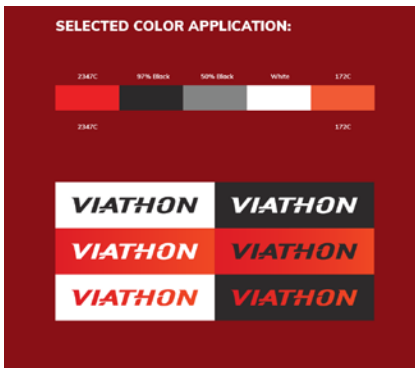 SELECTED COLOR APPLICATION:
2347C 97% Black 50% Black White 172C
2347C 172C
VIATHON VIATHON
VIATHON VIATHON
VIATHON VIATHON